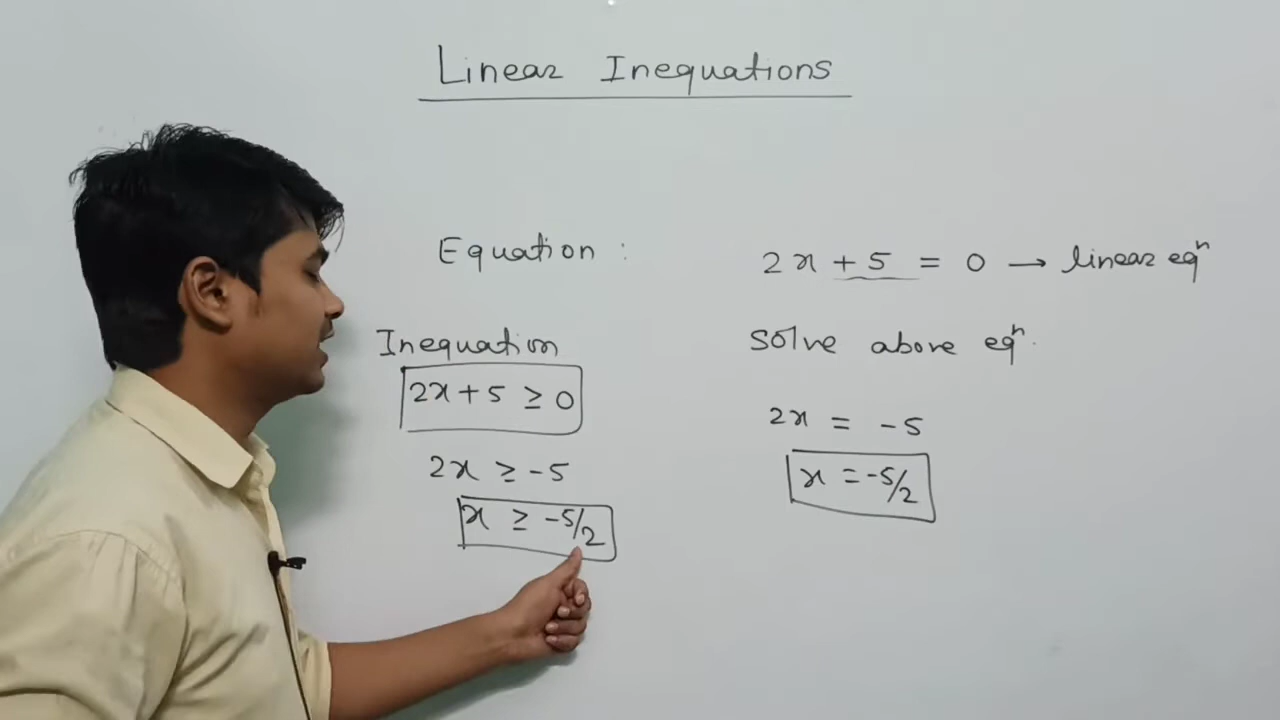 Linear Inequations
Equation : 2x + 5 = 0 → linear eqⁿ
Inequation
2x + 5 ≥ 0
2x ≥ -5
x ≥ -5/2
Solve above eqⁿ.
2x = -5
x = -5/2